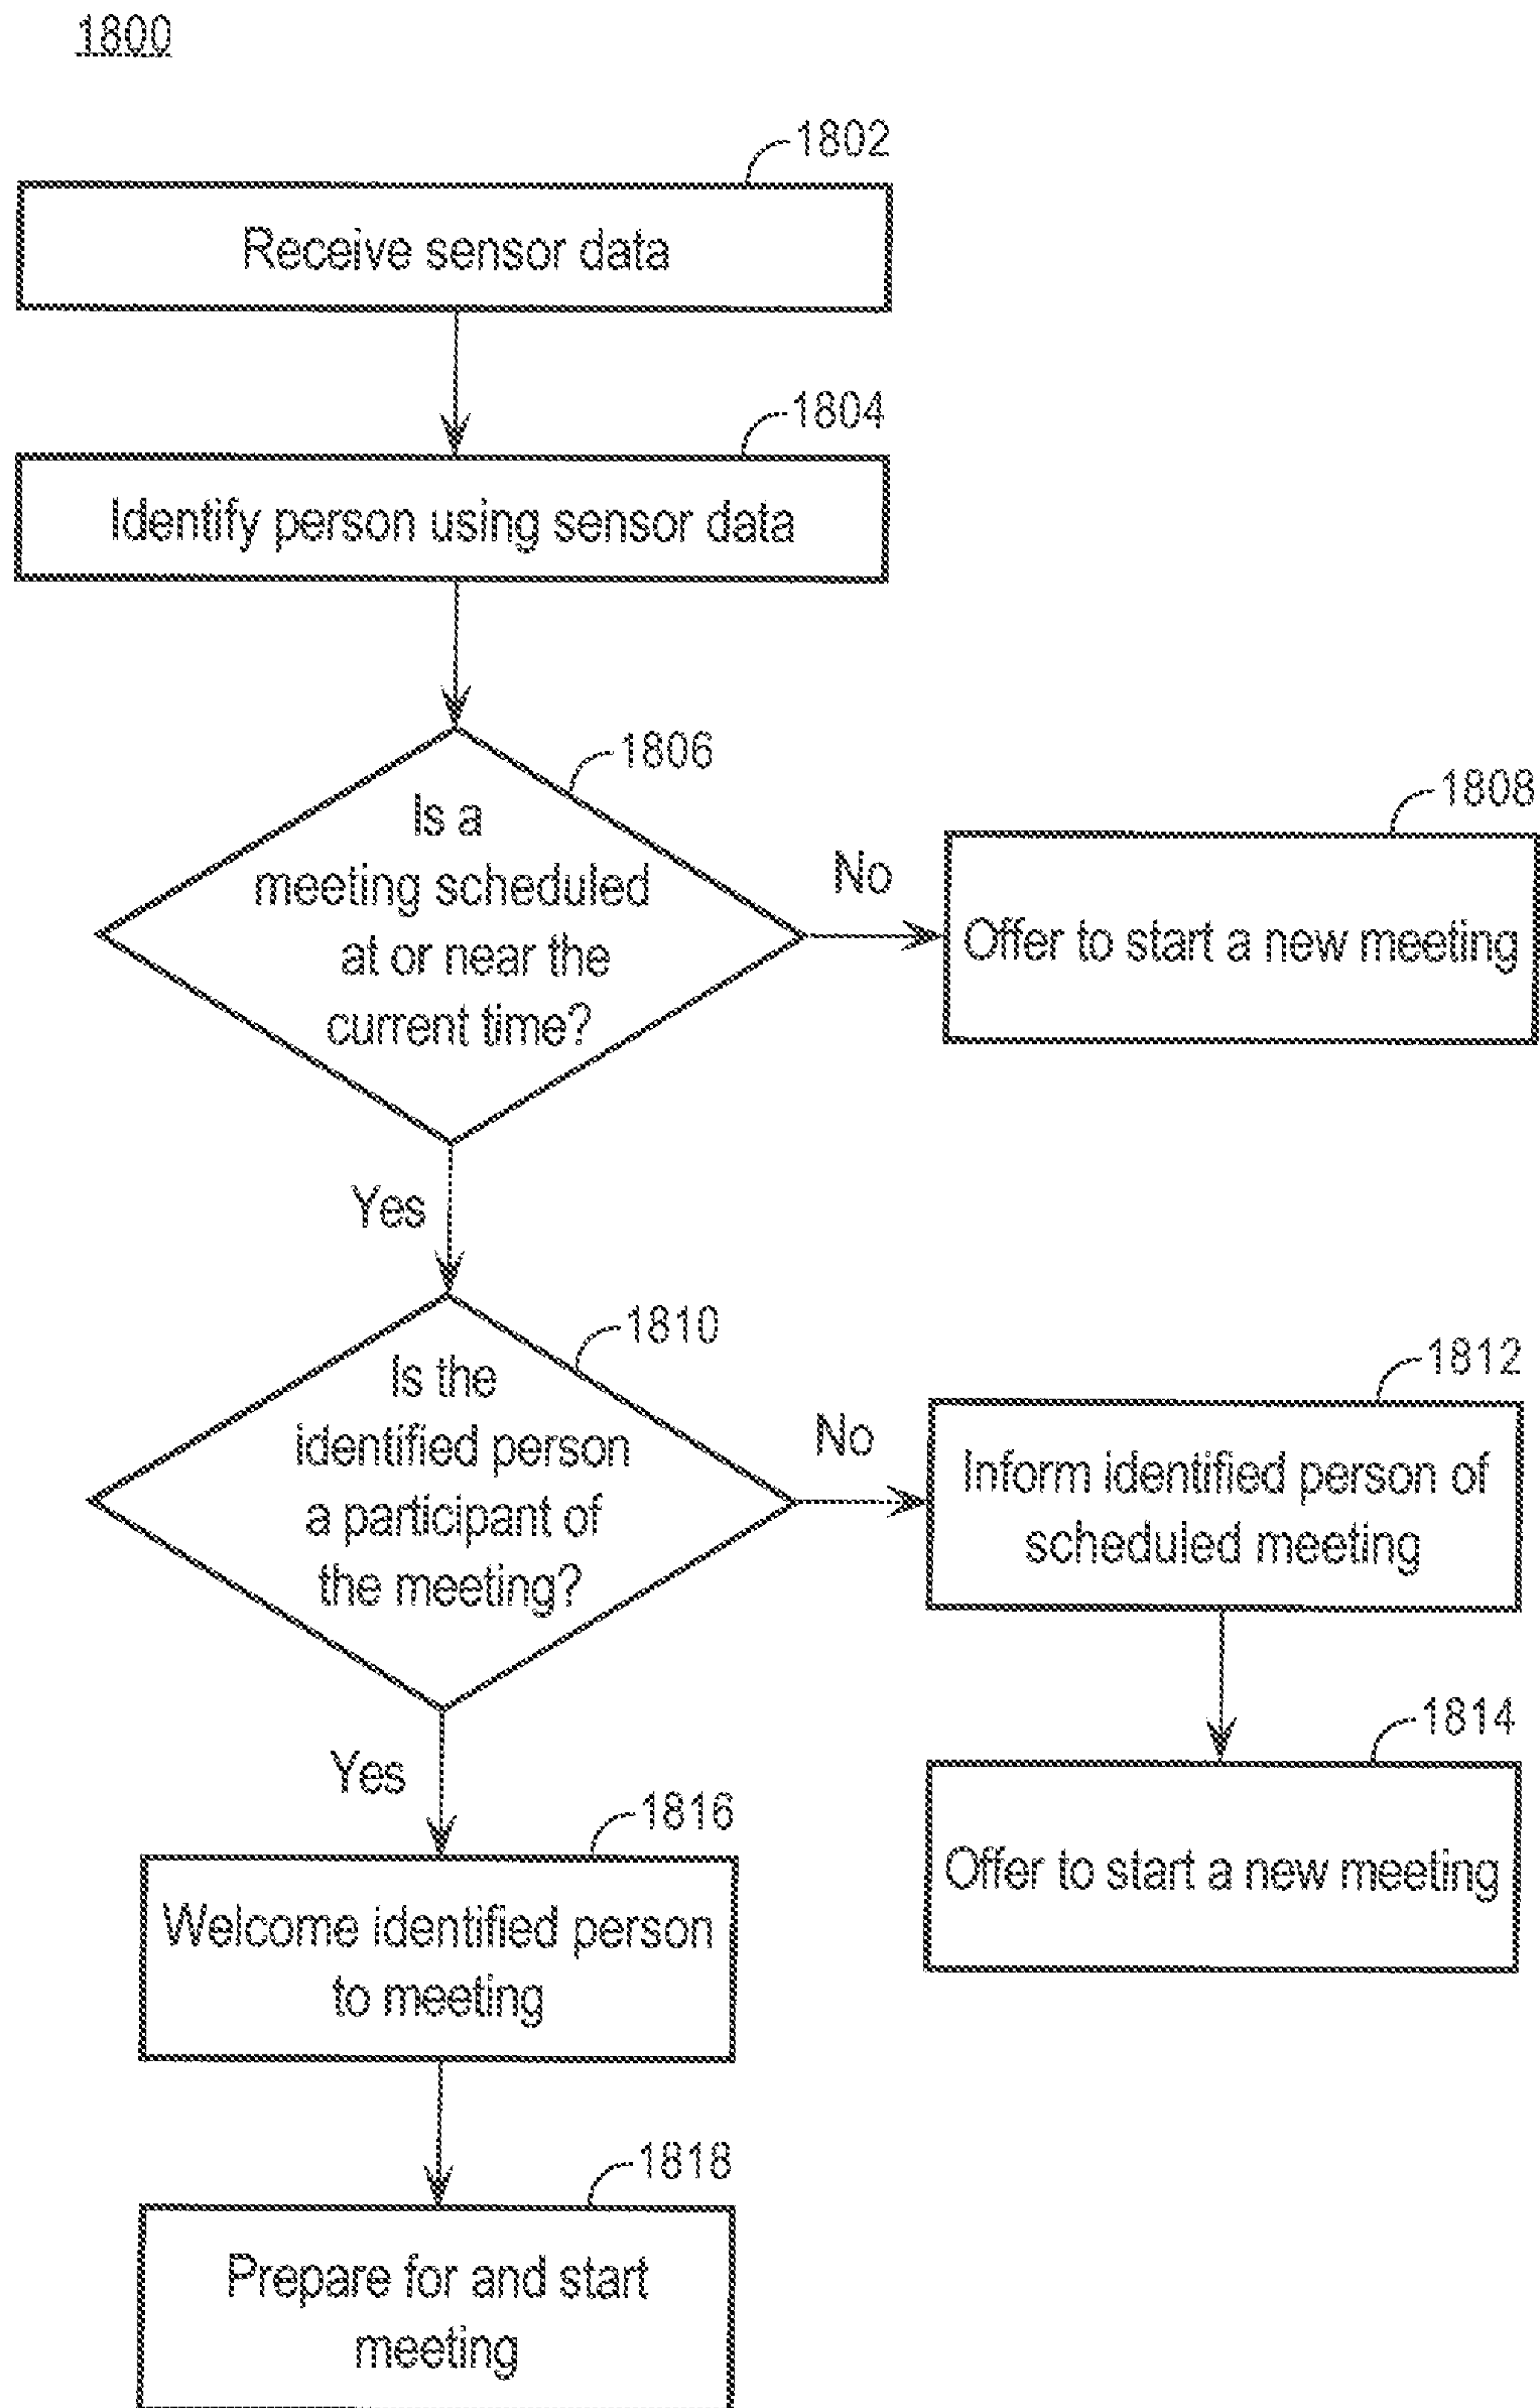 1800
1802
Receive sensor data
1804
Identify person using sensor data
1806
Is a
meeting scheduled
at or near the
current time?
No
1808
Offer to start a new meeting
Yes
1810
Is the
identified person
a participant of
the meeting?
No
1812
Inform identified person of
scheduled meeting
1814
Offer to start a new meeting
Yes
1816
Welcome identified person
to meeting
1818
Prepare for and start
meeting